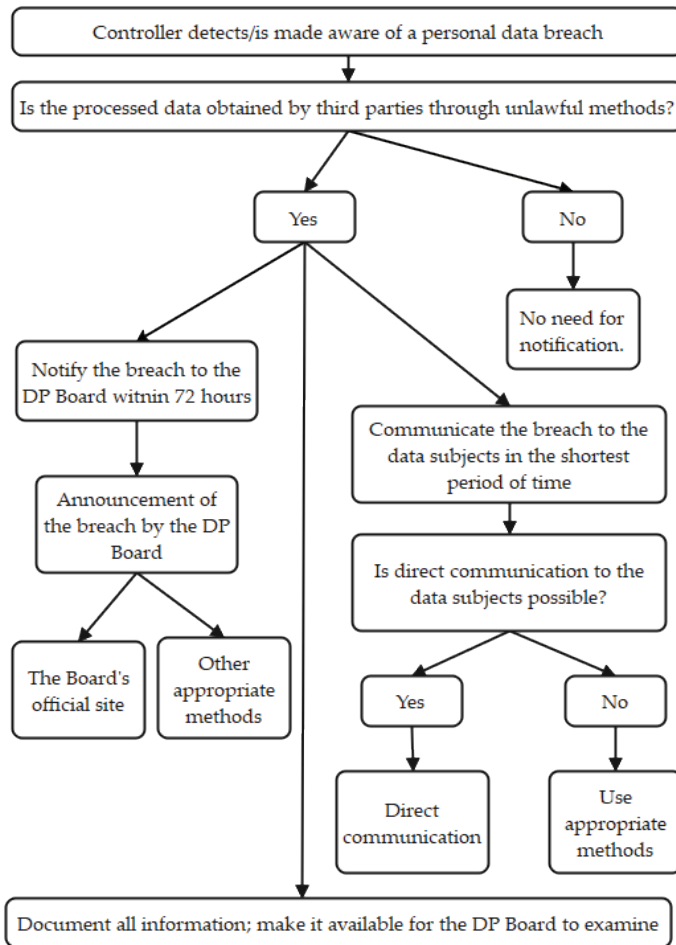 Controller detects/is made aware of a personal data breach
Is the processed data obtained by third parties through unlawful methods?
Yes
No
No need for
notification.
Notify the breach to the
DP Board witnin 72 hours
Communicate the breach to the
data subjects in the shortest
period of time
Announcement of
the breach by the DP
Board
Is direct communication to the
data subjects possible?
The Board's
official site
Other
appropriate
methods
Yes
No
Direct
communication
Use
appropriate
methods
Document all information; make it available for the DP Board to examine